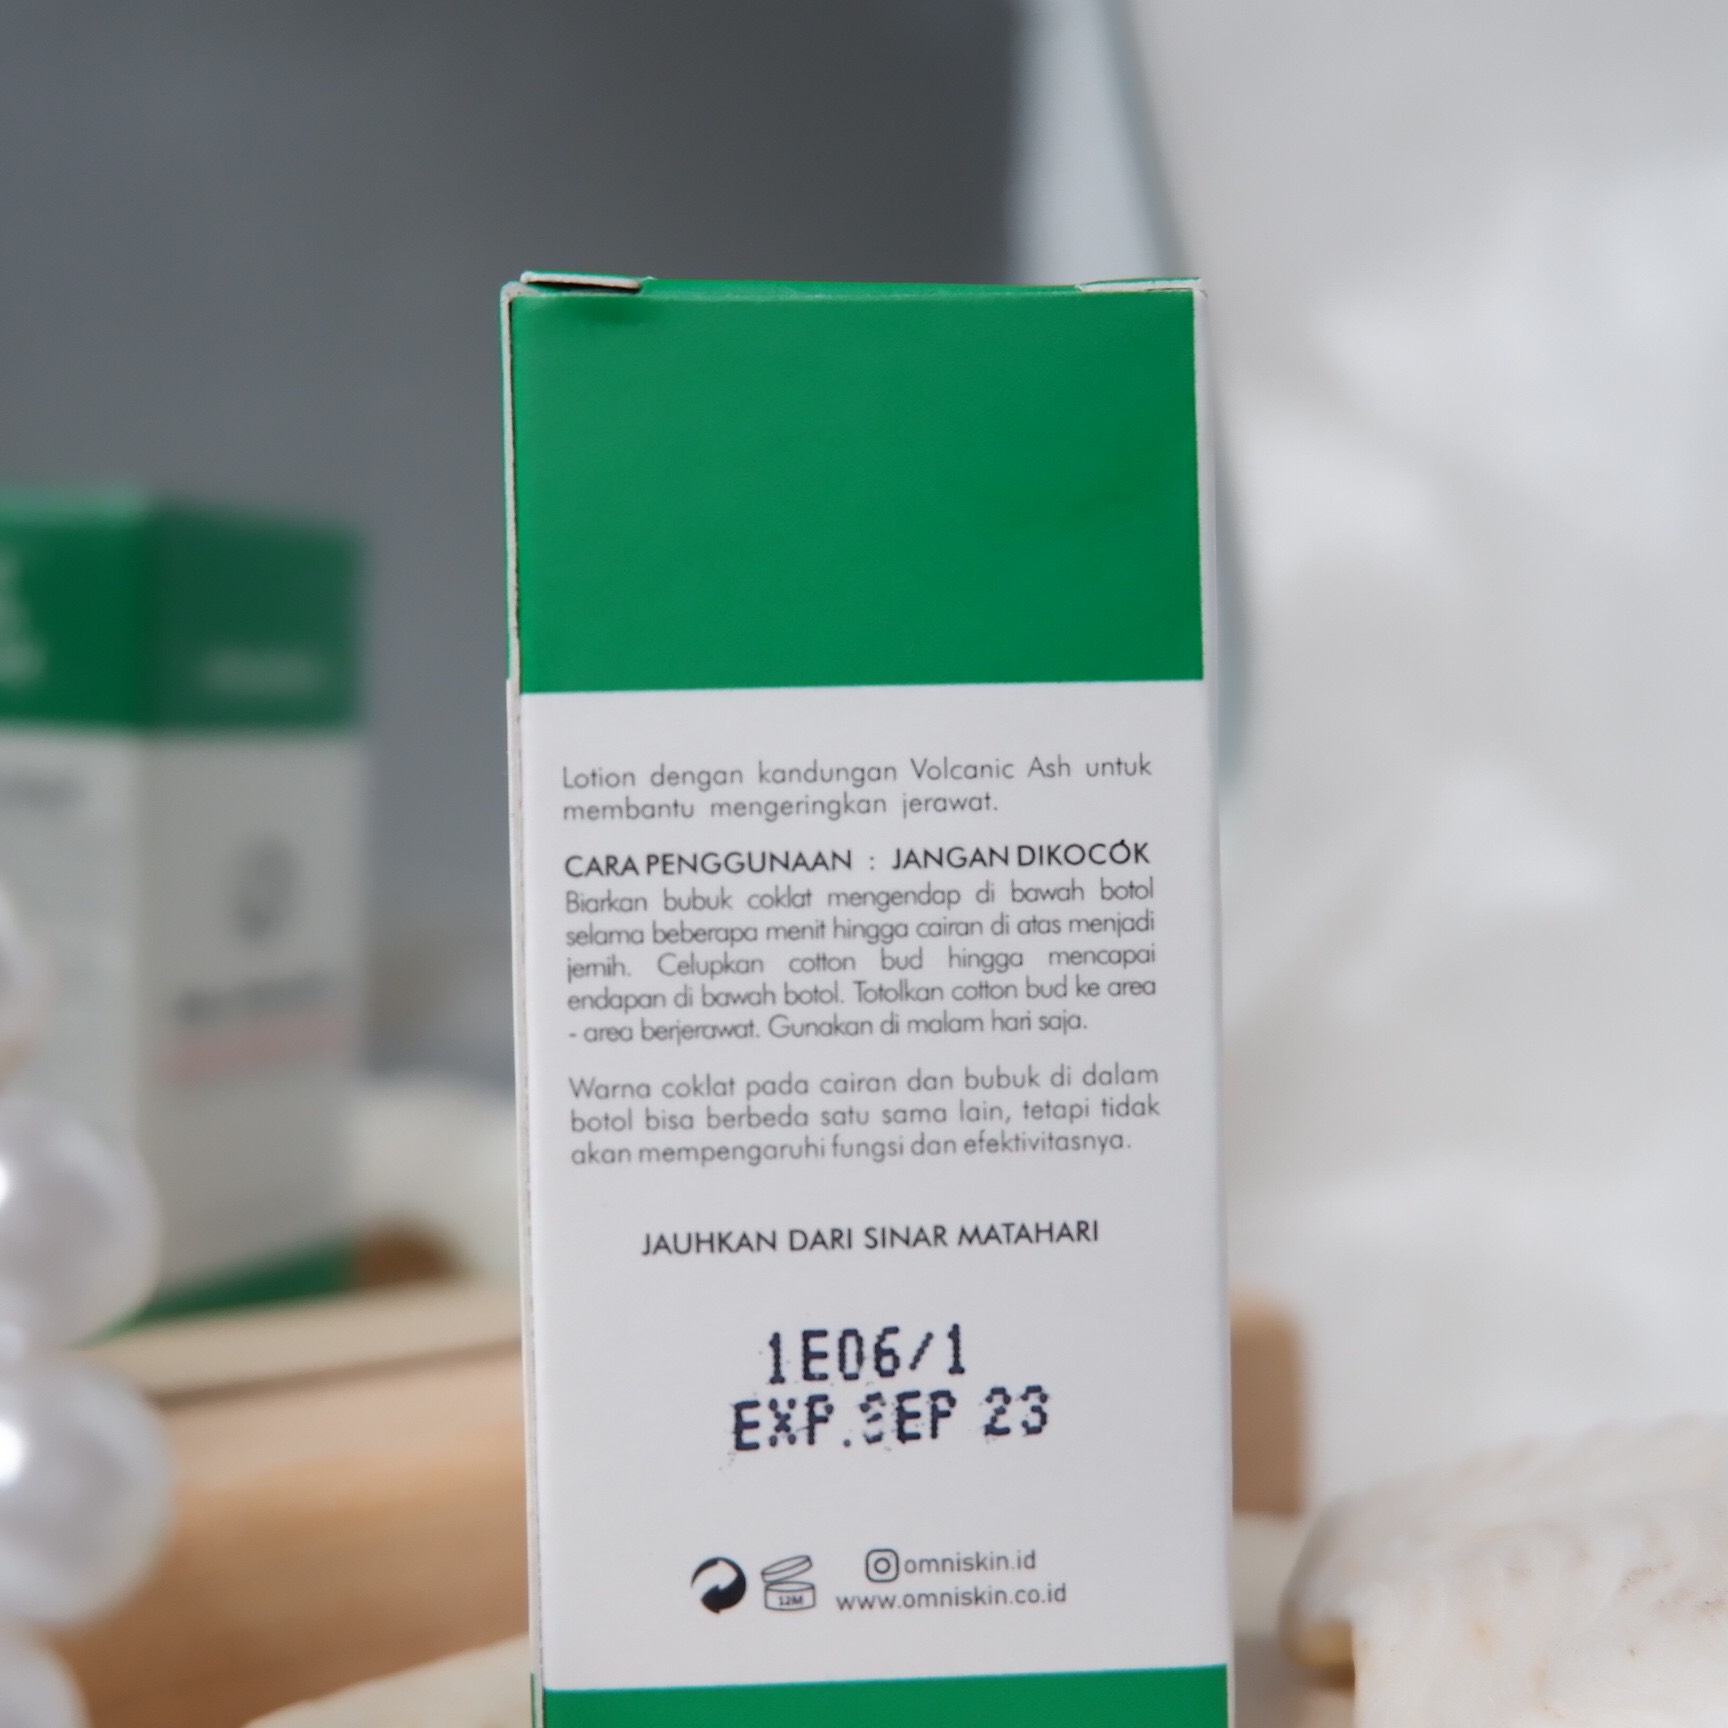 Lotion dengan kandungan Volcanic Ash untuk
membantu mengeringkan jerawat.
CARA PENGGUNAAN : JANGAN DIKOCOK
Biarkan bubuk coklat mengendap di bawah botol
selama beberapa menit hingga cairan di atas menjadi
jernih. Celupkan cotton bud hingga mencapai
endapan di bawah botol. Totolkan cotton bud ke area
- area berjerawat. Gunakan di malam hari saja.
Warna coklat pada cairan dan bubuk di dalam
botol bisa berbeda satu sama lain, tetapi tidak
akan mempengaruhi fungsi dan efektivitasnya.
JAUHKAN DARI SINAR MATAHARI
1E06/1
EXP.SEP 23
12M
omniskin.id
www.omniskin.co.id